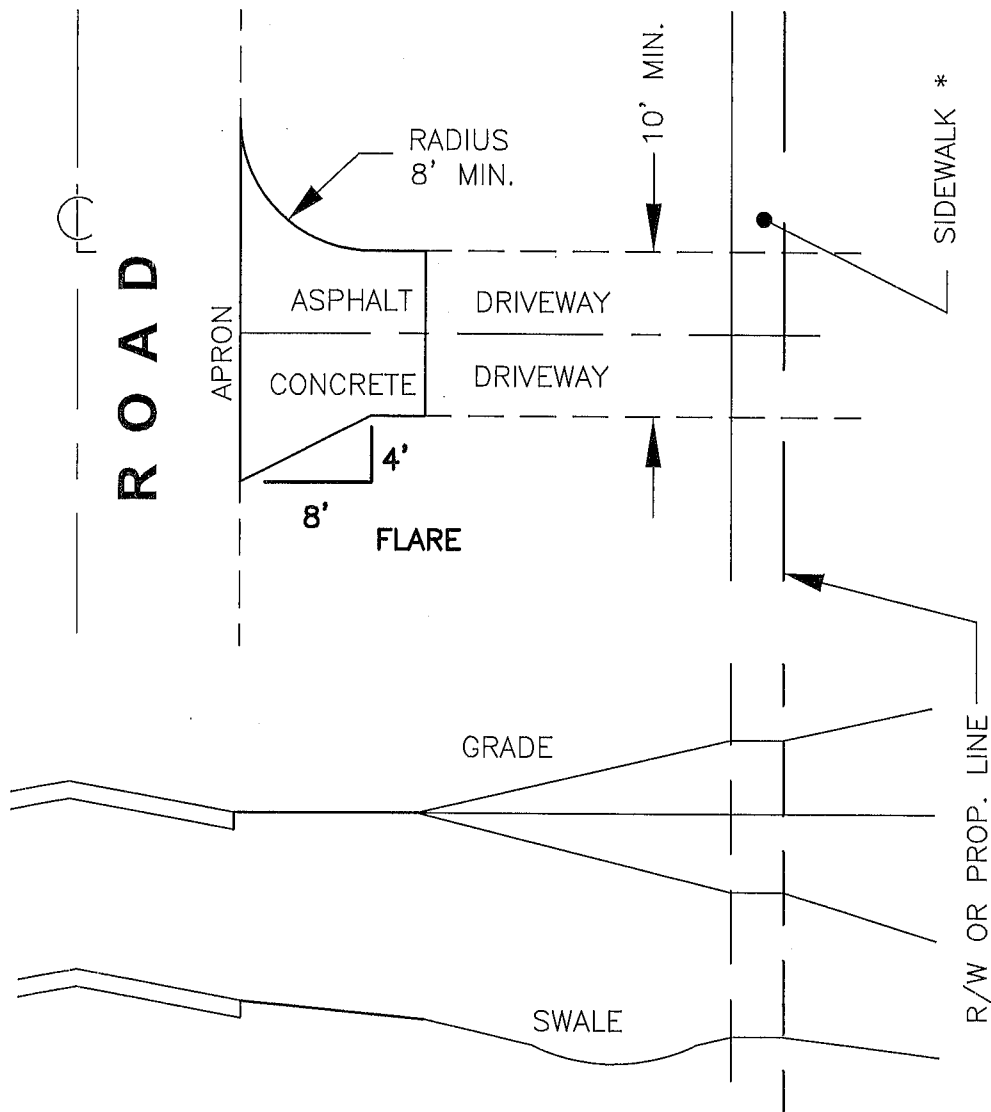 10' MIN.
SIDEWALK *
RADIUS
8' MIN.
℄
ROAD
APRON
ASPHALT
DRIVEWAY
CONCRETE
DRIVEWAY
4'
8'
FLARE
GRADE
R/W OR PROP. LINE
SWALE